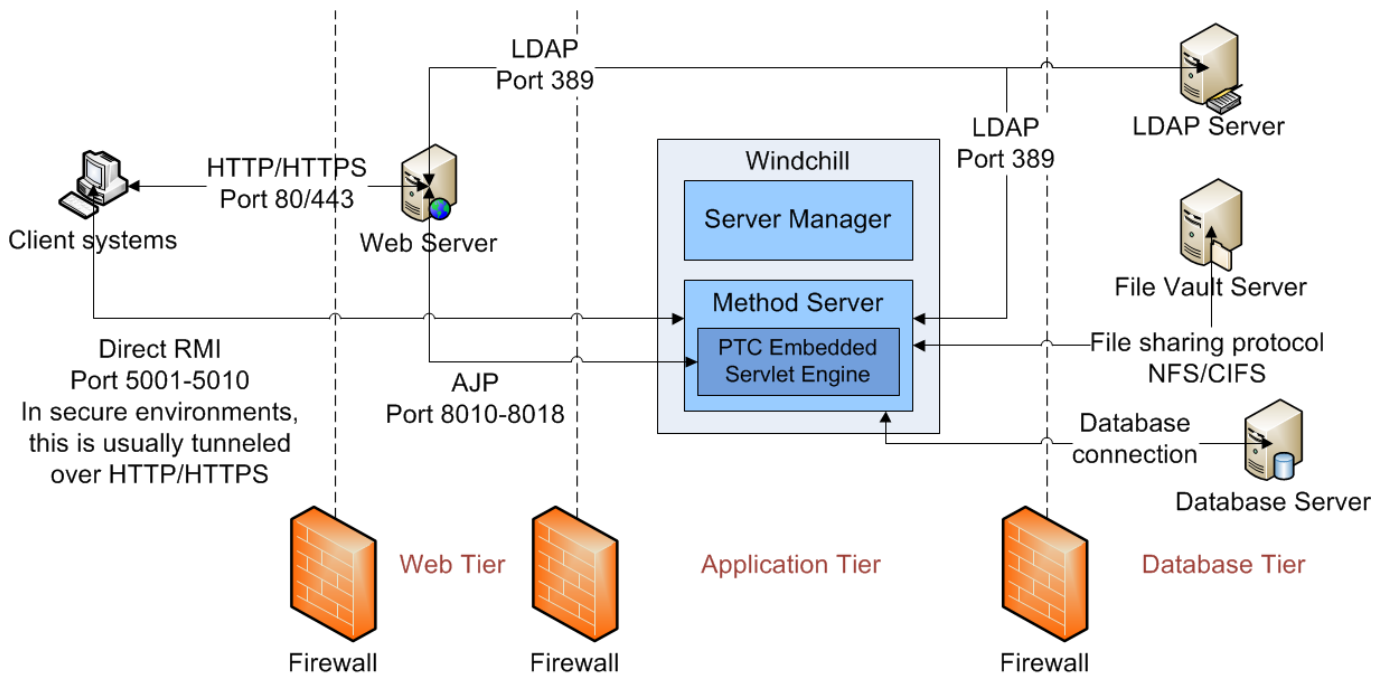 LDAP
Port 389
LDAP Server
LDAP
Port 389
HTTP/HTTPS
Port 80/443
Client systems
Web Server
Windchill
Server Manager
Method Server
PTC Embedded
Servlet Engine
File Vault Server
File sharing protocol
NFS/CIFS
Direct RMI
Port 5001-5010
In secure environments,
this is usually tunneled
over HTTP/HTTPS
AJP
Port 8010-8018
Database
connection
Database Server
Web Tier
Application Tier
Database Tier
Firewall
Firewall
Firewall